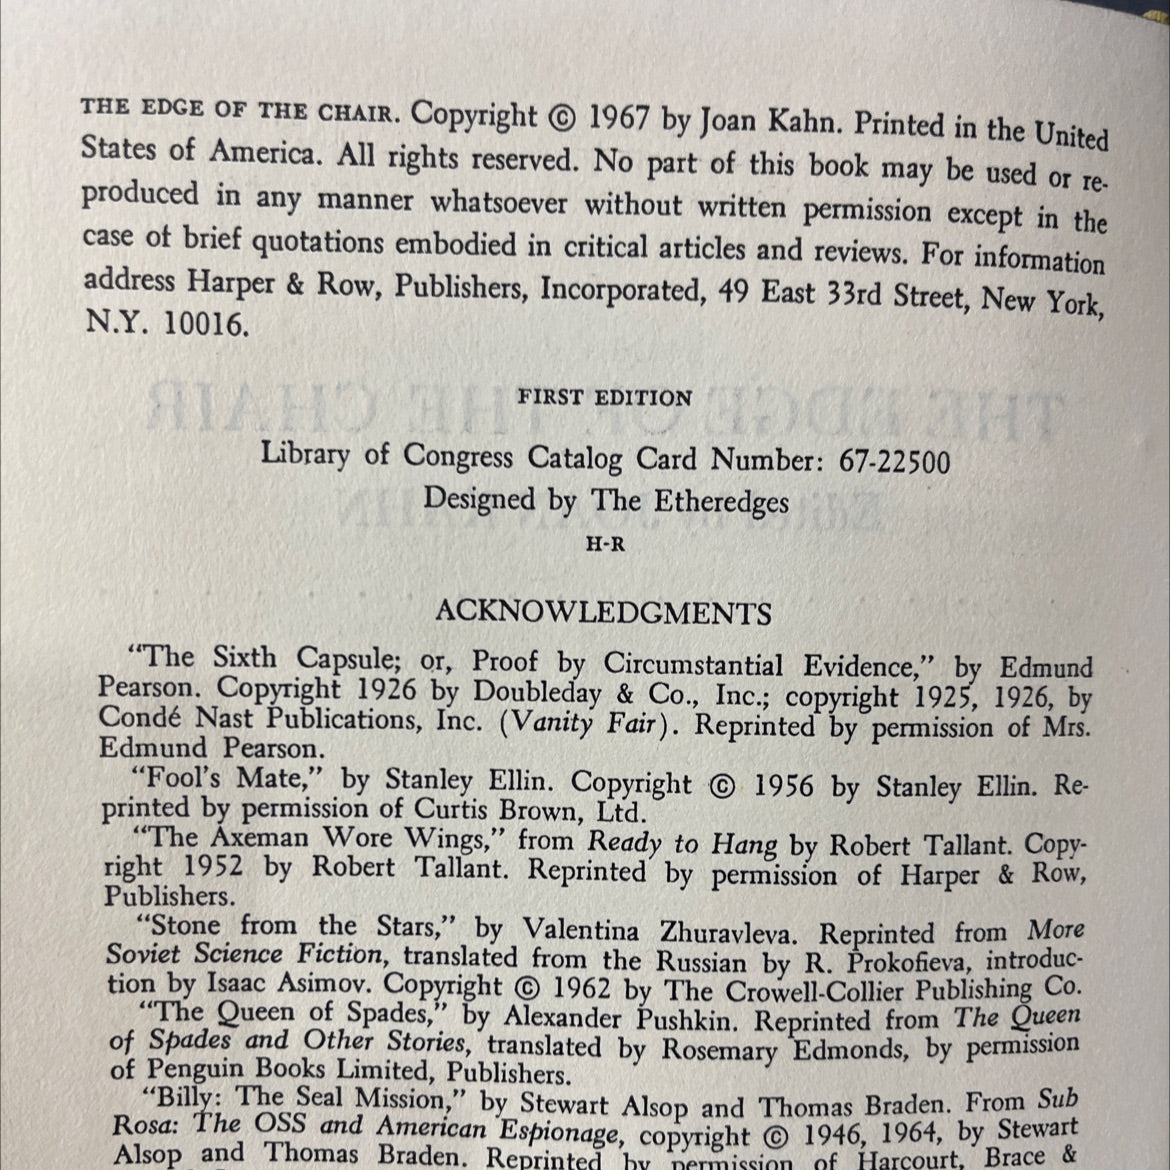 THE EDGE OF THE CHAIR. Copyright © 1967 by Joan Kahn. Printed in the United
States of America. All rights reserved. No part of this book may be used or re-
produced in any manner whatsoever without written permission except in the
case of brief quotations embodied in critical articles and reviews. For information
address Harper & Row, Publishers, Incorporated, 49 East 33rd Street, New York,
N.Y. 10016.
FIRST EDITION
Library of Congress Catalog Card Number: 67-22500
Designed by The Etheredges
H-R
ACKNOWLEDGMENTS
“The Sixth Capsule; or, Proof by Circumstantial Evidence,” by Edmund
Pearson. Copyright 1926 by Doubleday & Co., Inc.; copyright 1925, 1926, by
Condé Nast Publications, Inc. (Vanity Fair). Reprinted by permission of Mrs.
Edmund Pearson.
“Fool's Mate,” by Stanley Ellin. Copyright © 1956 by Stanley Ellin. Re-
printed by permission of Curtis Brown, Ltd.
“The Axeman Wore Wings,” from Ready to Hang by Robert Tallant. Copy-
right 1952 by Robert Tallant. Reprinted by permission of Harper & Row,
Publishers.
“Stone from the Stars,” by Valentina Zhuravleva. Reprinted from More
Soviet Science Fiction, translated from the Russian by R. Prokofieva, introduc-
tion by Isaac Asimov. Copyright © 1962 by The Crowell-Collier Publishing Co.
“The Queen of Spades,” by Alexander Pushkin. Reprinted from The Queen
of Spades and Other Stories, translated by Rosemary Edmonds, by permission
of Penguin Books Limited, Publishers.
“Billy: The Seal Mission,” by Stewart Alsop and Thomas Braden. From Sub
Rosa: The OSS and American Espionage, copyright © 1946, 1964, by Stewart
Alsop and Thomas Braden. Reprinted by permission of Harcourt, Brace &